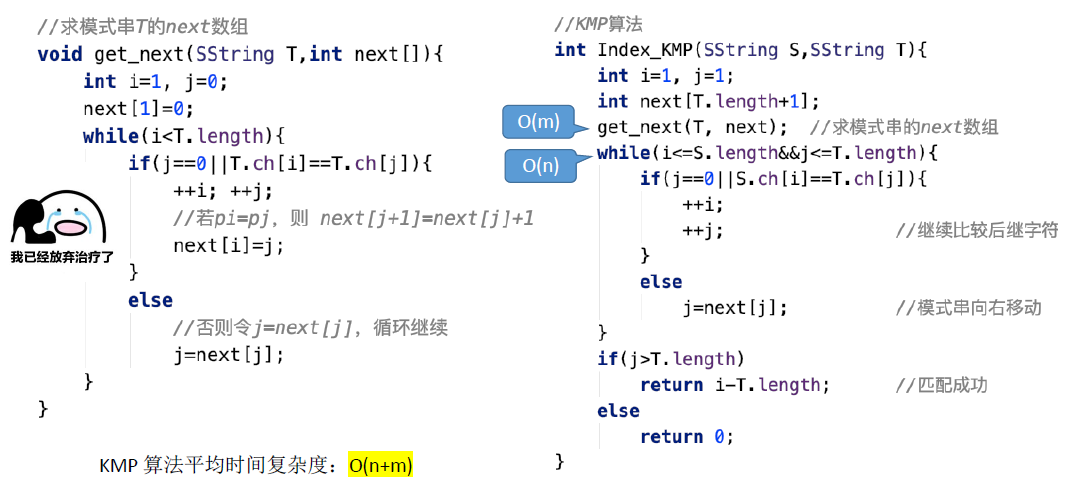 //求模式串T的next数组
void get_next(SString T,int next[]){
int i=1, j=0;
next[1]=0;
while(i<T.length){
if(j==0||T.ch[i]==T.ch[j]){
++i; ++j;
//若pi=pj，则 next[j+1]=next[j]+1
next[i]=j;
}
else
//否则令j=next[j]，循环继续
j=next[j];
}
}
我已经放弃治疗了
KMP 算法平均时间复杂度：O(n+m)
//KMP算法
int Index_KMP(SString S,SString T){
int i=1, j=1;
int next[T.length+1];
O(m)
get_next(T, next); //求模式串的next数组
O(n)
while(i<=S.length&&j<=T.length){
if(j==0||S.ch[i]==T.ch[j]){
++i;
++j; //继续比较后继字符
}
else
j=next[j]; //模式串向右移动
}
if(j>T.length)
return i-T.length; //匹配成功
else
return 0;
}